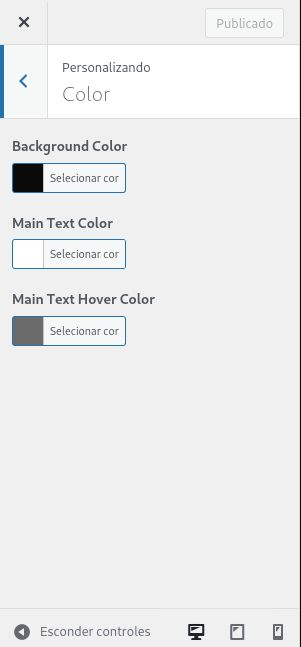 Publicado
Personalizando
Color
Background Color
Selecionar cor
Main Text Color
Selecionar cor
Main Text Hover Color
Selecionar cor
Esconder controles